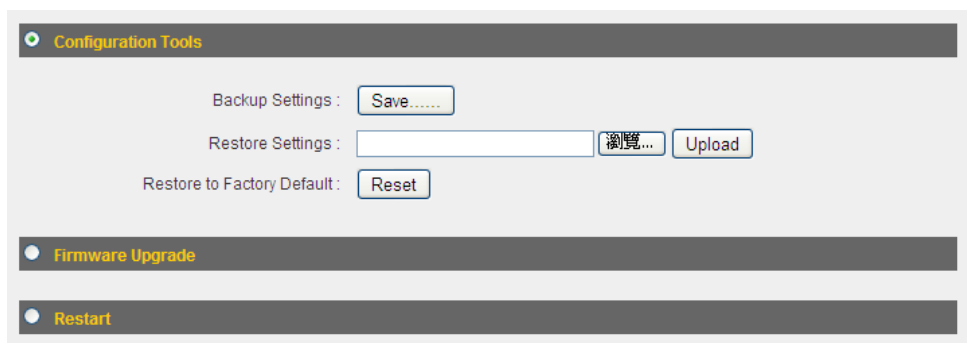 Configuration Tools
Backup Settings : Save......
Restore Settings : 瀏覽... Upload
Restore to Factory Default : Reset
Firmware Upgrade
Restart